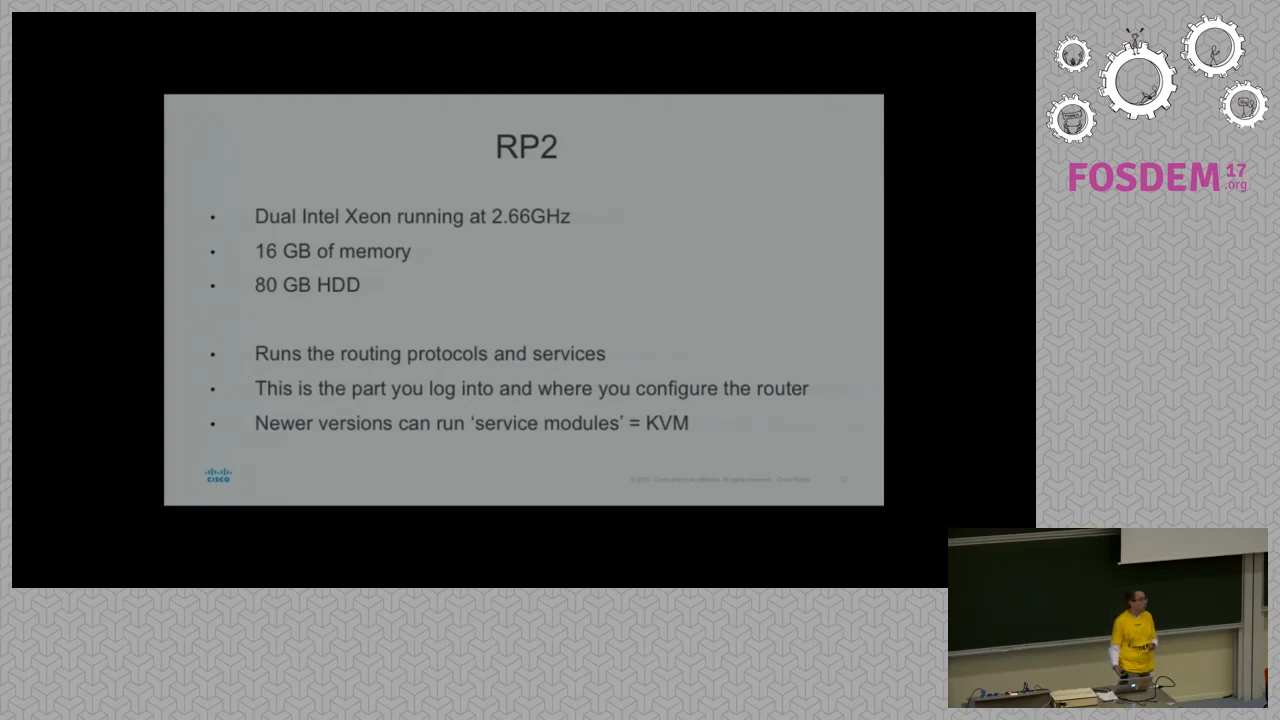 RP2
• Dual Intel Xeon running at 2.66GHz
• 16 GB of memory
• 80 GB HDD
• Runs the routing protocols and services
• This is the part you log into and where you configure the router
• Newer versions can run ‘service modules’ = KVM
CISCO
FOSDEM 17
.org